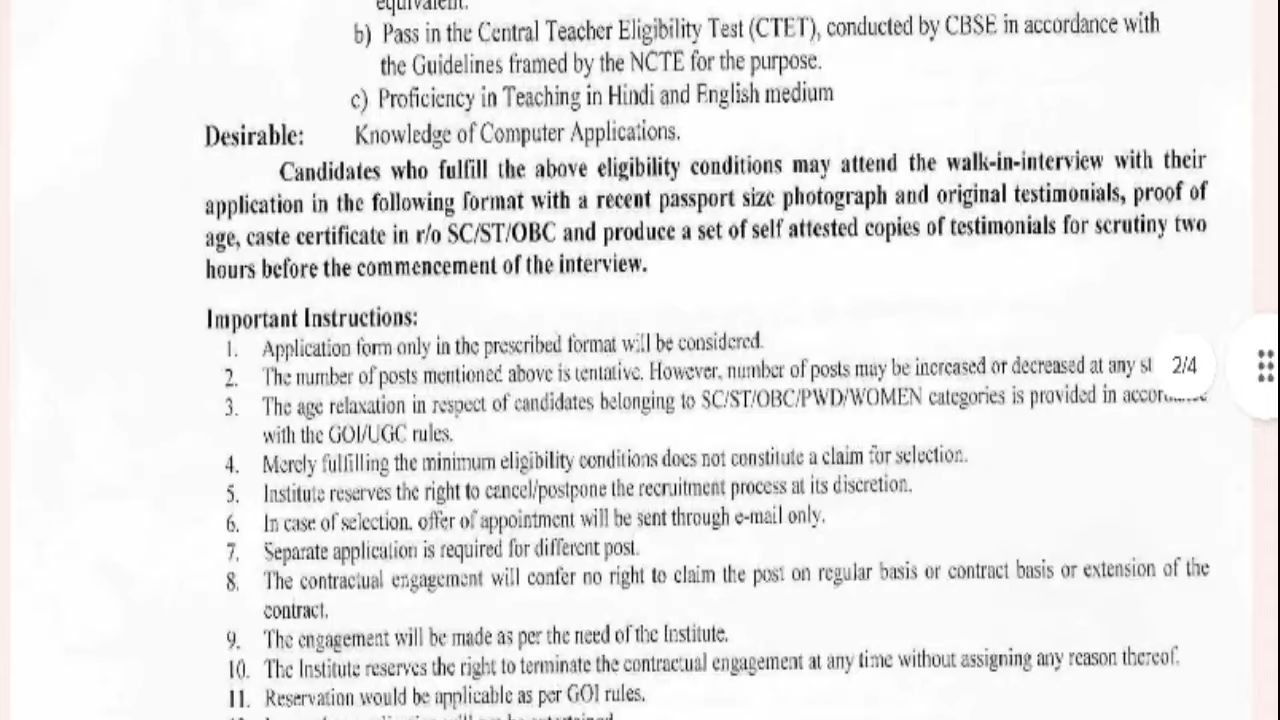 equivalent.
b) Pass in the Central Teacher Eligibility Test (CTET), conducted by CBSE in accordance with
the Guidelines framed by the NCTE for the purpose.
c) Proficiency in Teaching in Hindi and English medium
Desirable: Knowledge of Computer Applications.
Candidates who fulfill the above eligibility conditions may attend the walk-in-interview with their
application in the following format with a recent passport size photograph and original testimonials, proof of
age, caste certificate in r/o SC/ST/OBC and produce a set of self attested copies of testimonials for scrutiny two
hours before the commencement of the interview.
Important Instructions:
1. Application form only in the prescribed format will be considered.
2. The number of posts mentioned above is tentative. However, number of posts may be increased or decreased at any
2/4
3. The age relaxation in respect of candidates belonging to SC/ST/OBC/PWD/WOMEN categories is provided in
with the GOI/UGC rules.
4. Merely fulfilling the minimum eligibility conditions does not constitute a claim for selection.
5. Institute reserves the right to cancel/postpone the recruitment process at its discretion.
6. In case of selection, offer of appointment will be sent through e-mail only.
7. Separate application is required for different post.
8. The contractual engagement will confer no right to claim the post on regular basis or contract basis or extension of the
contract.
9. The engagement will be made as per the need of the Institute.
10. The Institute reserves the right to terminate the contractual engagement at any time without assigning any reason thereof.
11. Reservation would be applicable as per GOI rules.